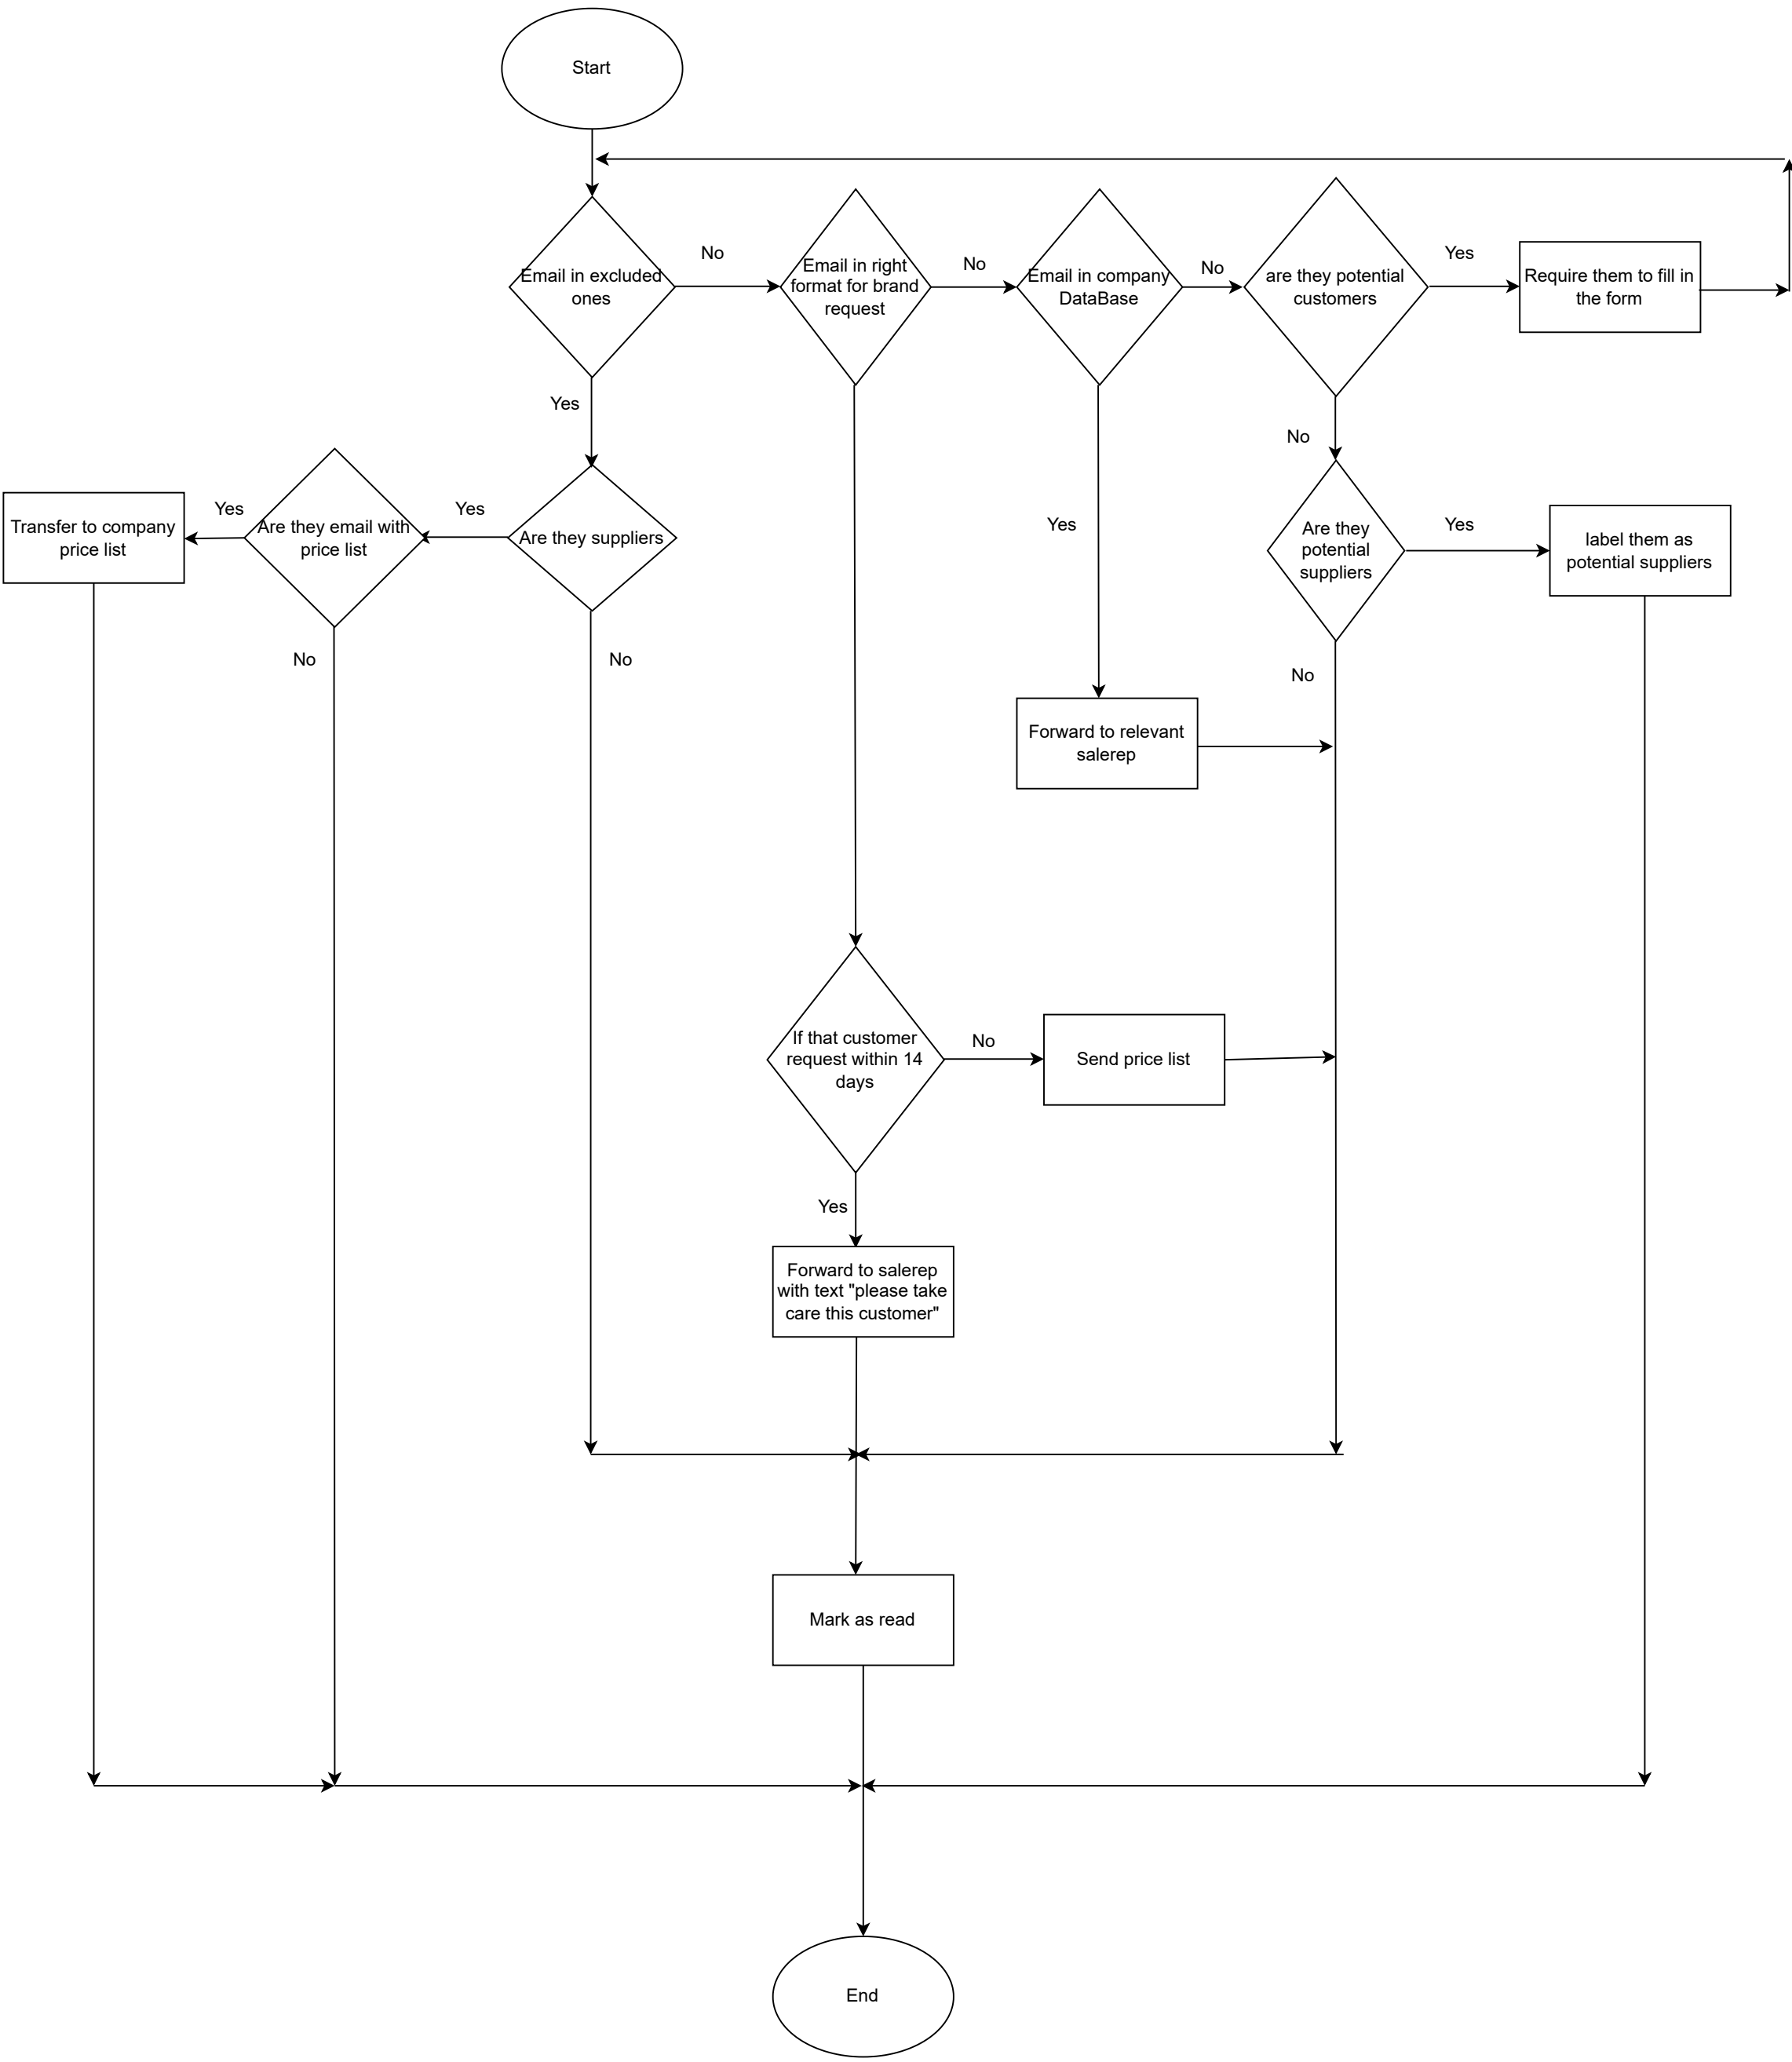 Start
No
No
No
Yes
Email in excluded
ones
Email in right
format for brand
request
Email in company
DataBase
are they potential
customers
Require them to fill in
the form
Yes
No
Transfer to company
price list
Yes
Are they email with
price list
Yes
Are they suppliers
Yes
Are they
potential
suppliers
Yes
label them as
potential suppliers
No
No
No
Forward to relevant
salerep
If that customer
request within 14
days
No
Send price list
Yes
Forward to salerep
with text "please take
care this customer"
Mark as read
End